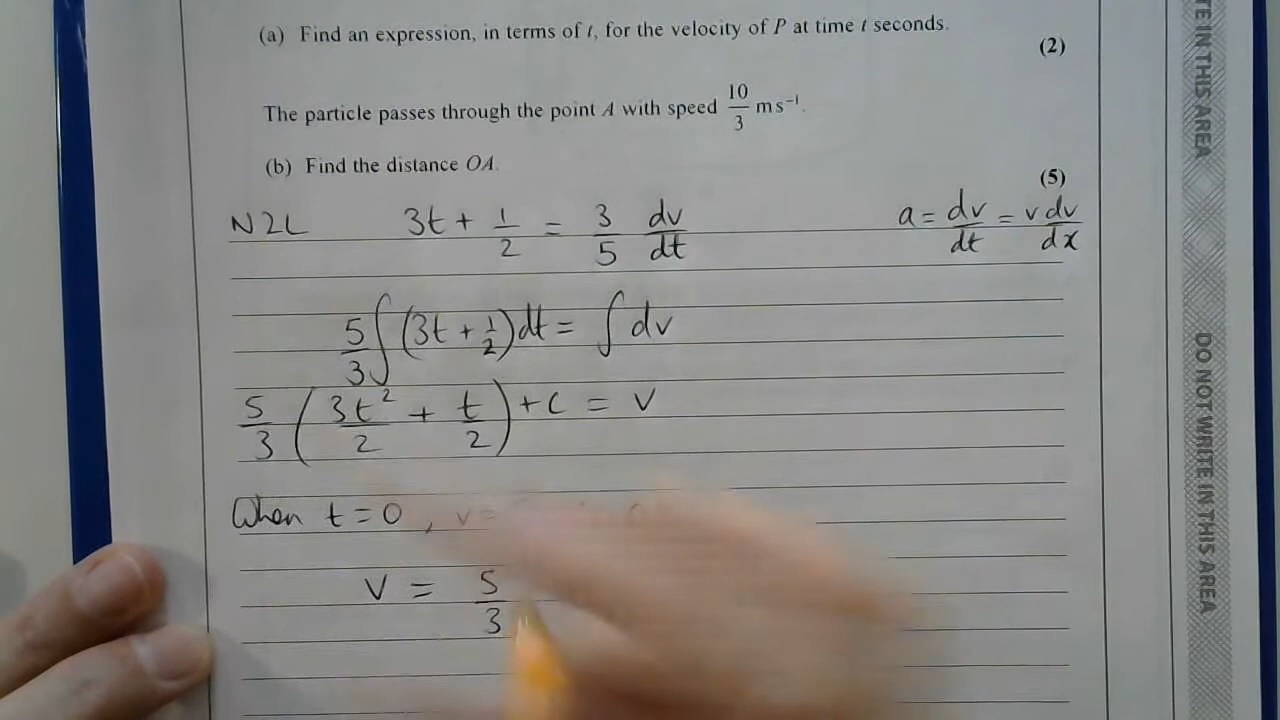 (a) Find an expression, in terms of t, for the velocity of P at time t seconds.
(2)
The particle passes through the point A with speed 10/3 m s⁻¹.
(b) Find the distance OA.
(5)
N2L 3t + 1/2 = 3/5 dv/dt
a = dv/dt = v dv/dx
5/3 ∫(3t + 1/2)dt = ∫dv
5/3 (3t²/2 + t/2) + c = v
When t = 0, v =
v = 5/3
TE IN THIS AREA
DO NOT WRITE IN THIS AREA